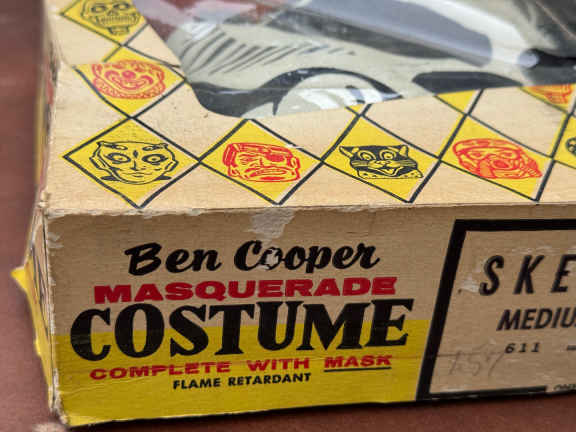 Ben Cooper
MASQUERADE
COSTUME
COMPLETE WITH MASK
FLAME RETARDANT
SKE
MEDIU
611